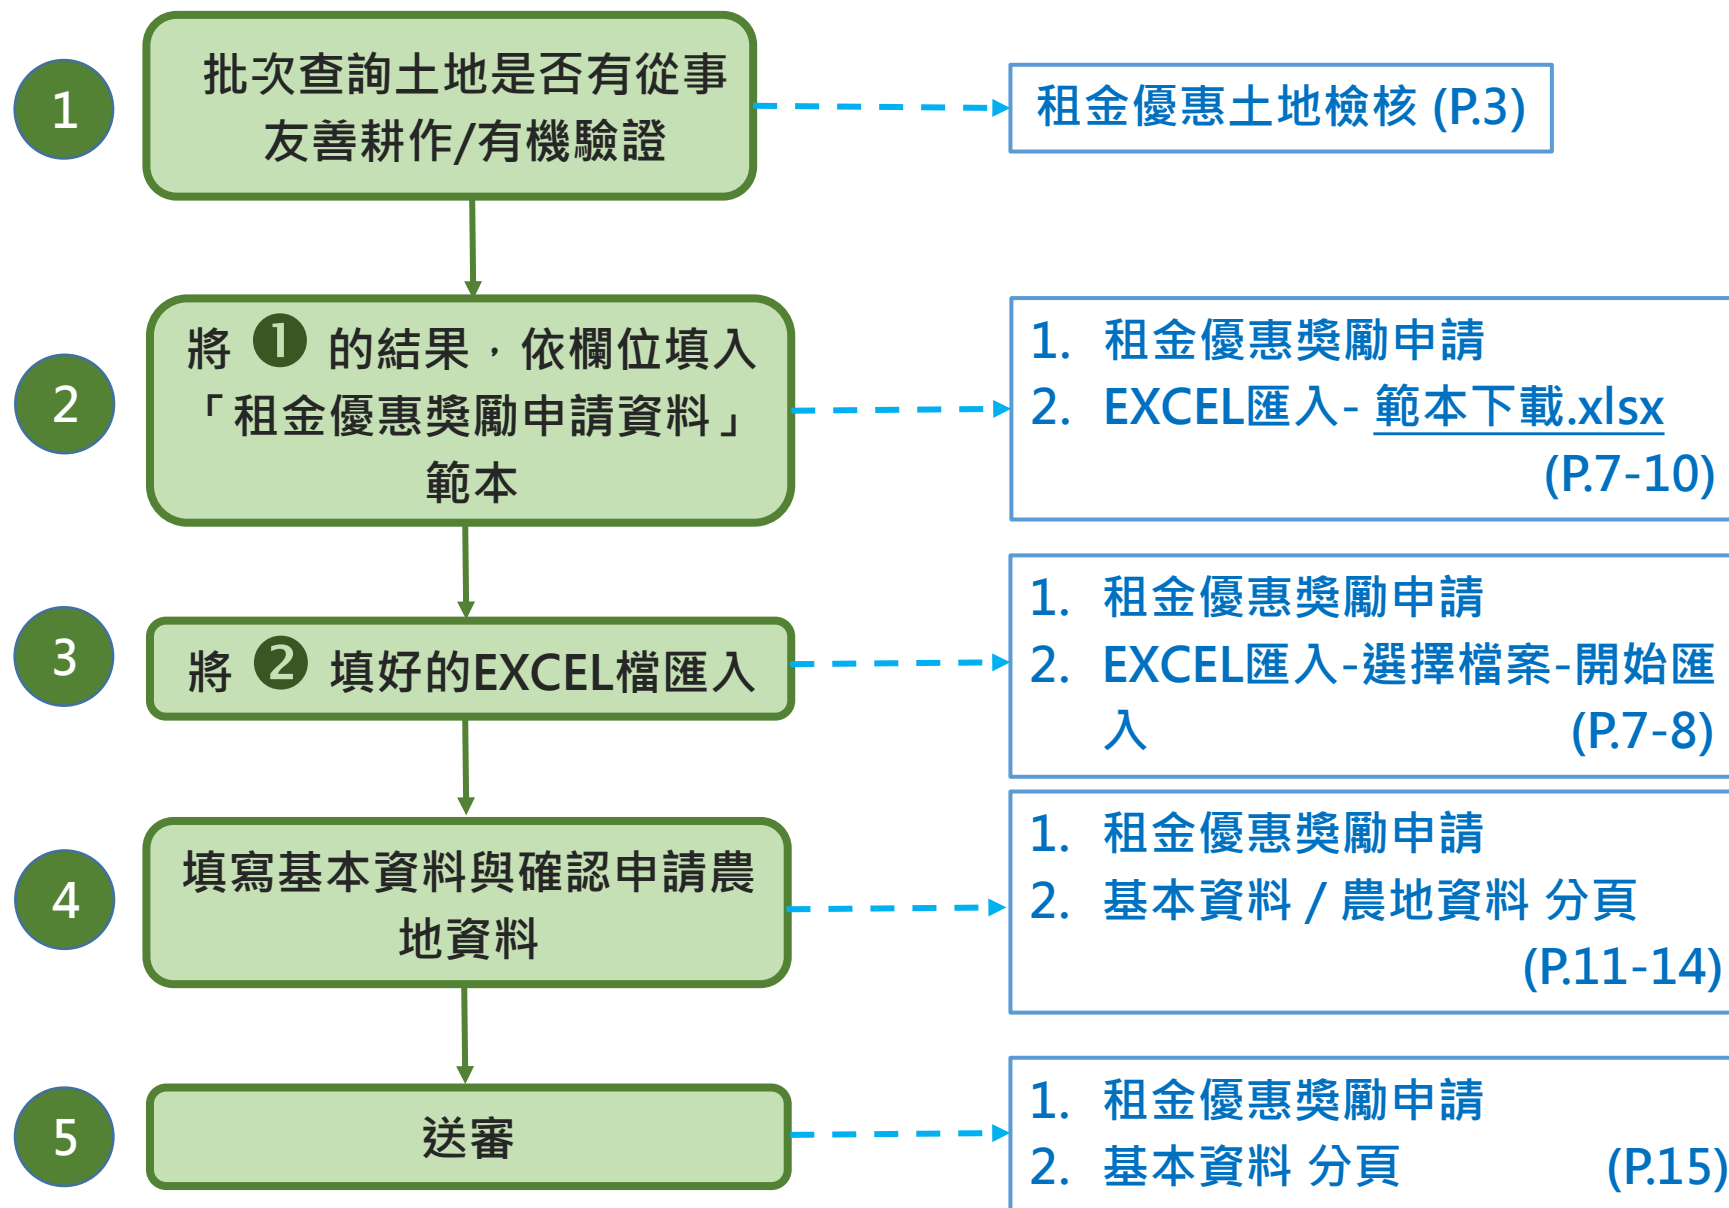 1
批次查詢土地是否有從事
友善耕作/有機驗證
租金優惠土地檢核 (P.3)
2
將 ❶ 的結果，依欄位填入
「租金優惠獎勵申請資料」
範本
1. 租金優惠獎勵申請
2. EXCEL匯入- 範本下載.xlsx
(P.7-10)
3
將 ❷ 填好的EXCEL檔匯入
1. 租金優惠獎勵申請
2. EXCEL匯入-選擇檔案-開始匯
入 (P.7-8)
4
填寫基本資料與確認申請農
地資料
1. 租金優惠獎勵申請
2. 基本資料 / 農地資料 分頁
(P.11-14)
5
送審
1. 租金優惠獎勵申請
2. 基本資料 分頁 (P.15)